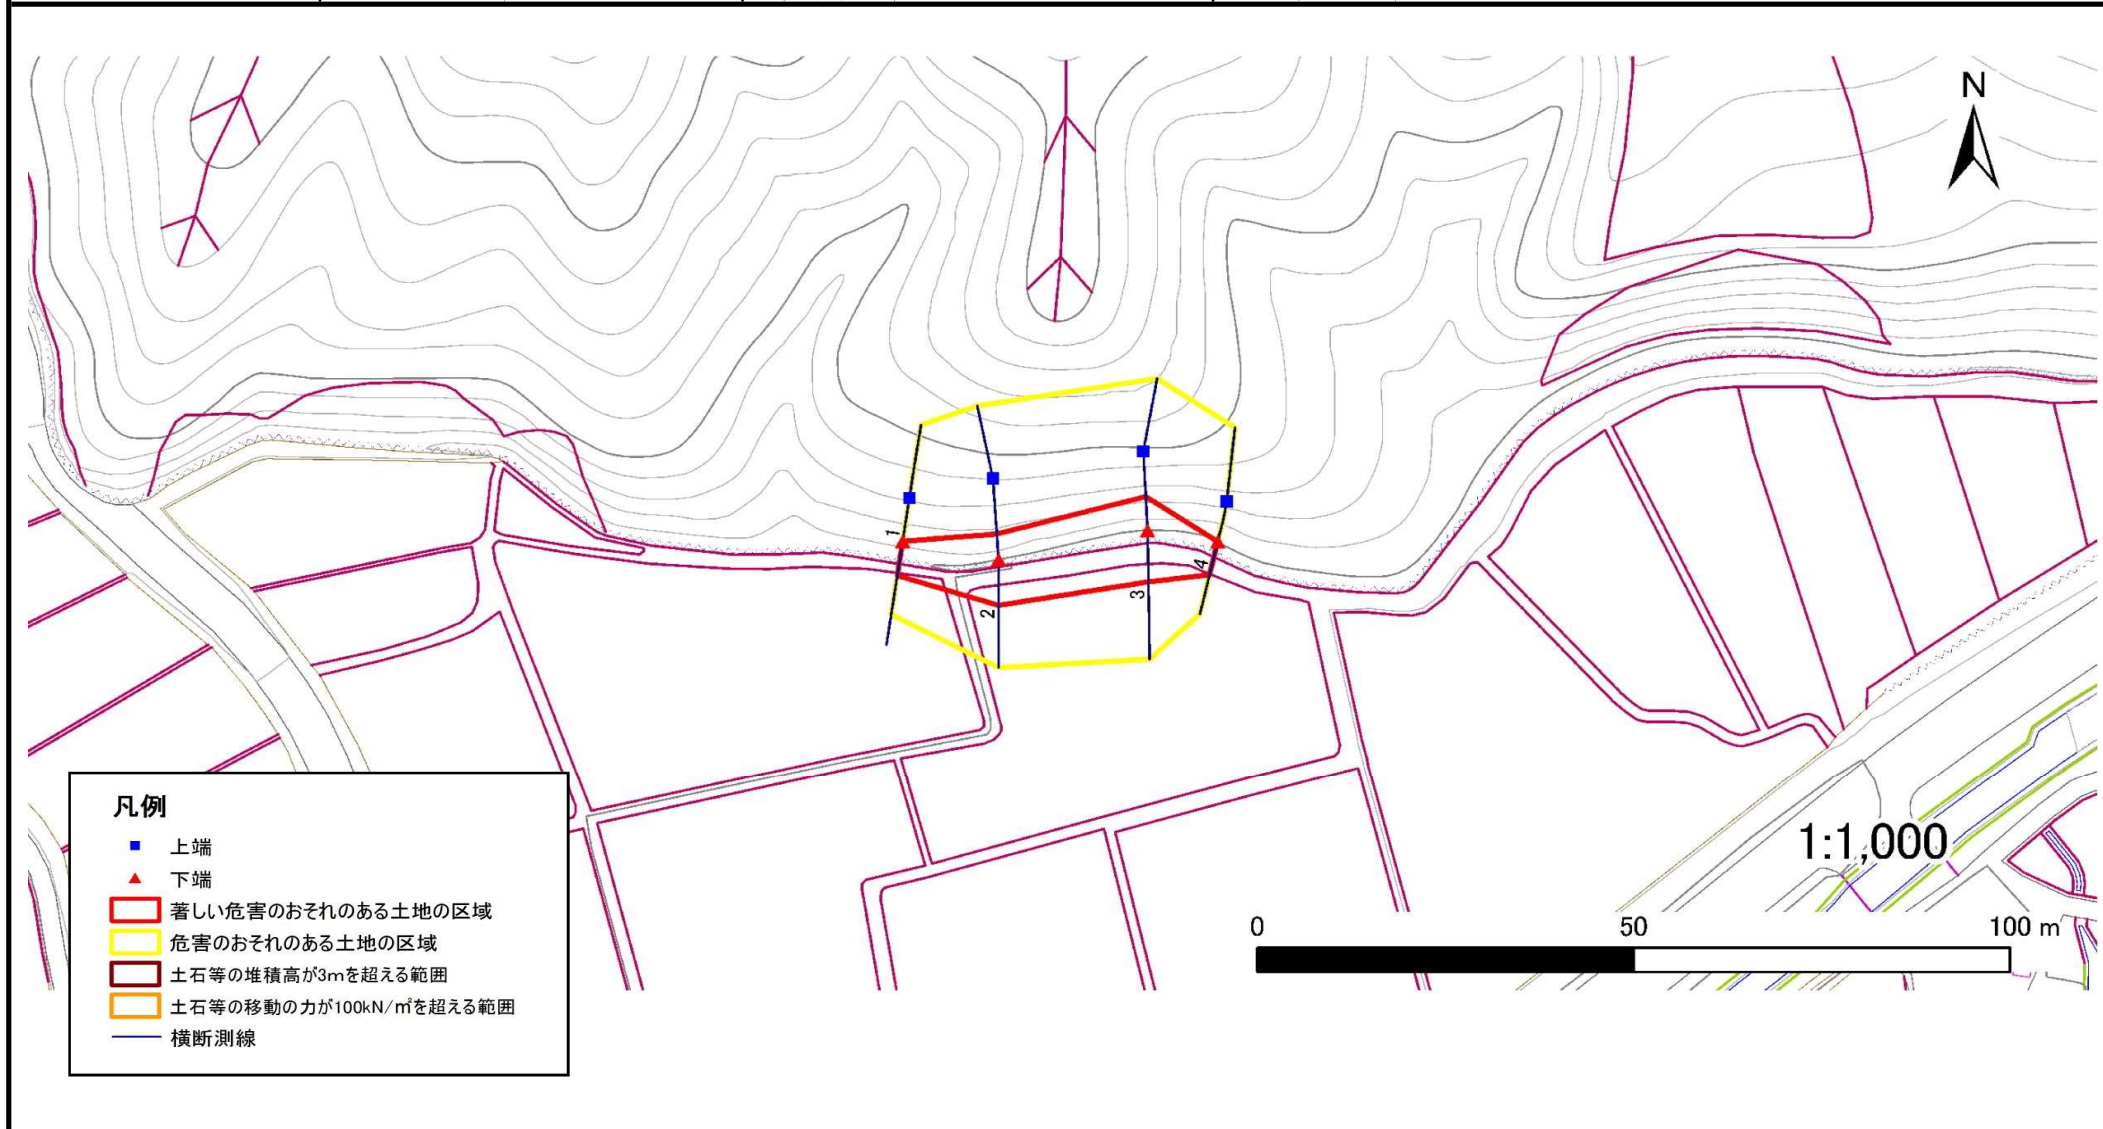 N
1
2
3
4
凡例
上端
下端
著しい危害のおそれのある土地の区域
危害のおそれのある土地の区域
土石等の堆積高が3mを超える範囲
土石等の移動の力が100kN/㎡を超える範囲
横断測線
1:1,000
0 50 100 m